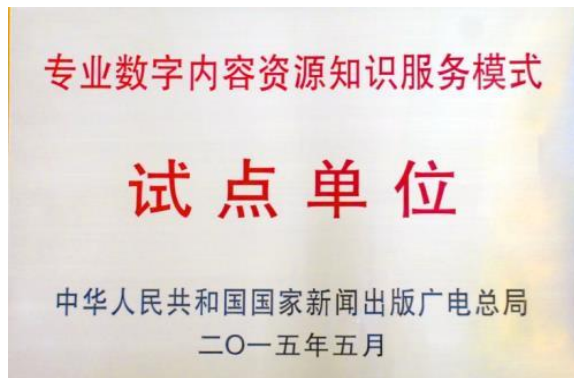 专业数字内容资源知识服务模式
试点单位
中华人民共和国国家新闻出版广电总局
二〇一五年五月